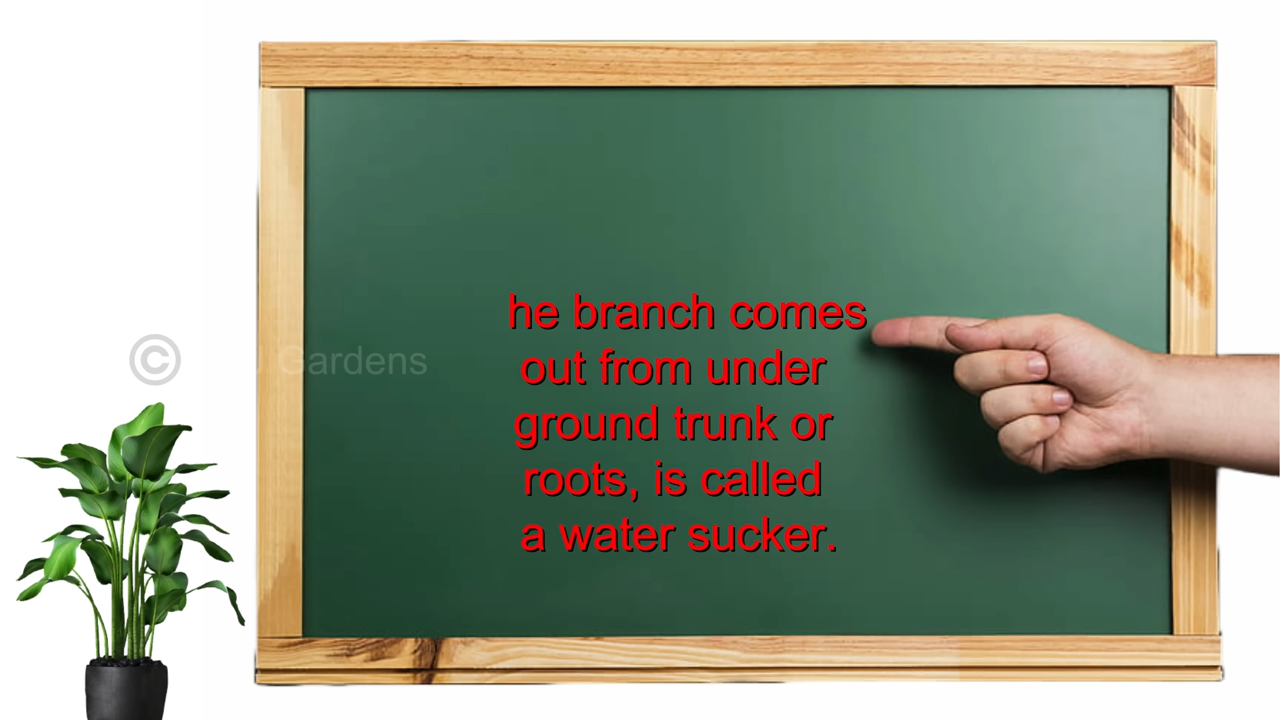 he branch comes
out from under
ground trunk or
roots, is called
a water sucker.
© Gardens